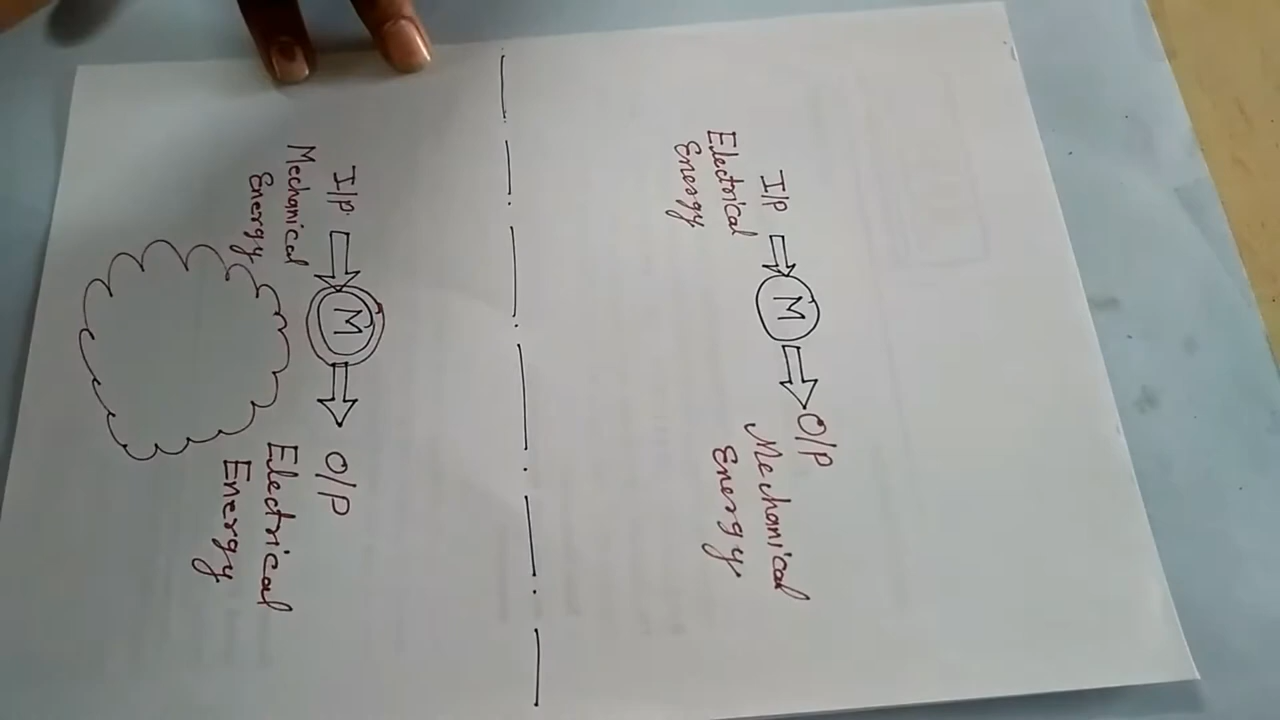 I/P
Electrical
Energy
M
O/P
Mechanical
Energy
I/P
Mechanical
Energy
M
O/P
Electrical
Energy